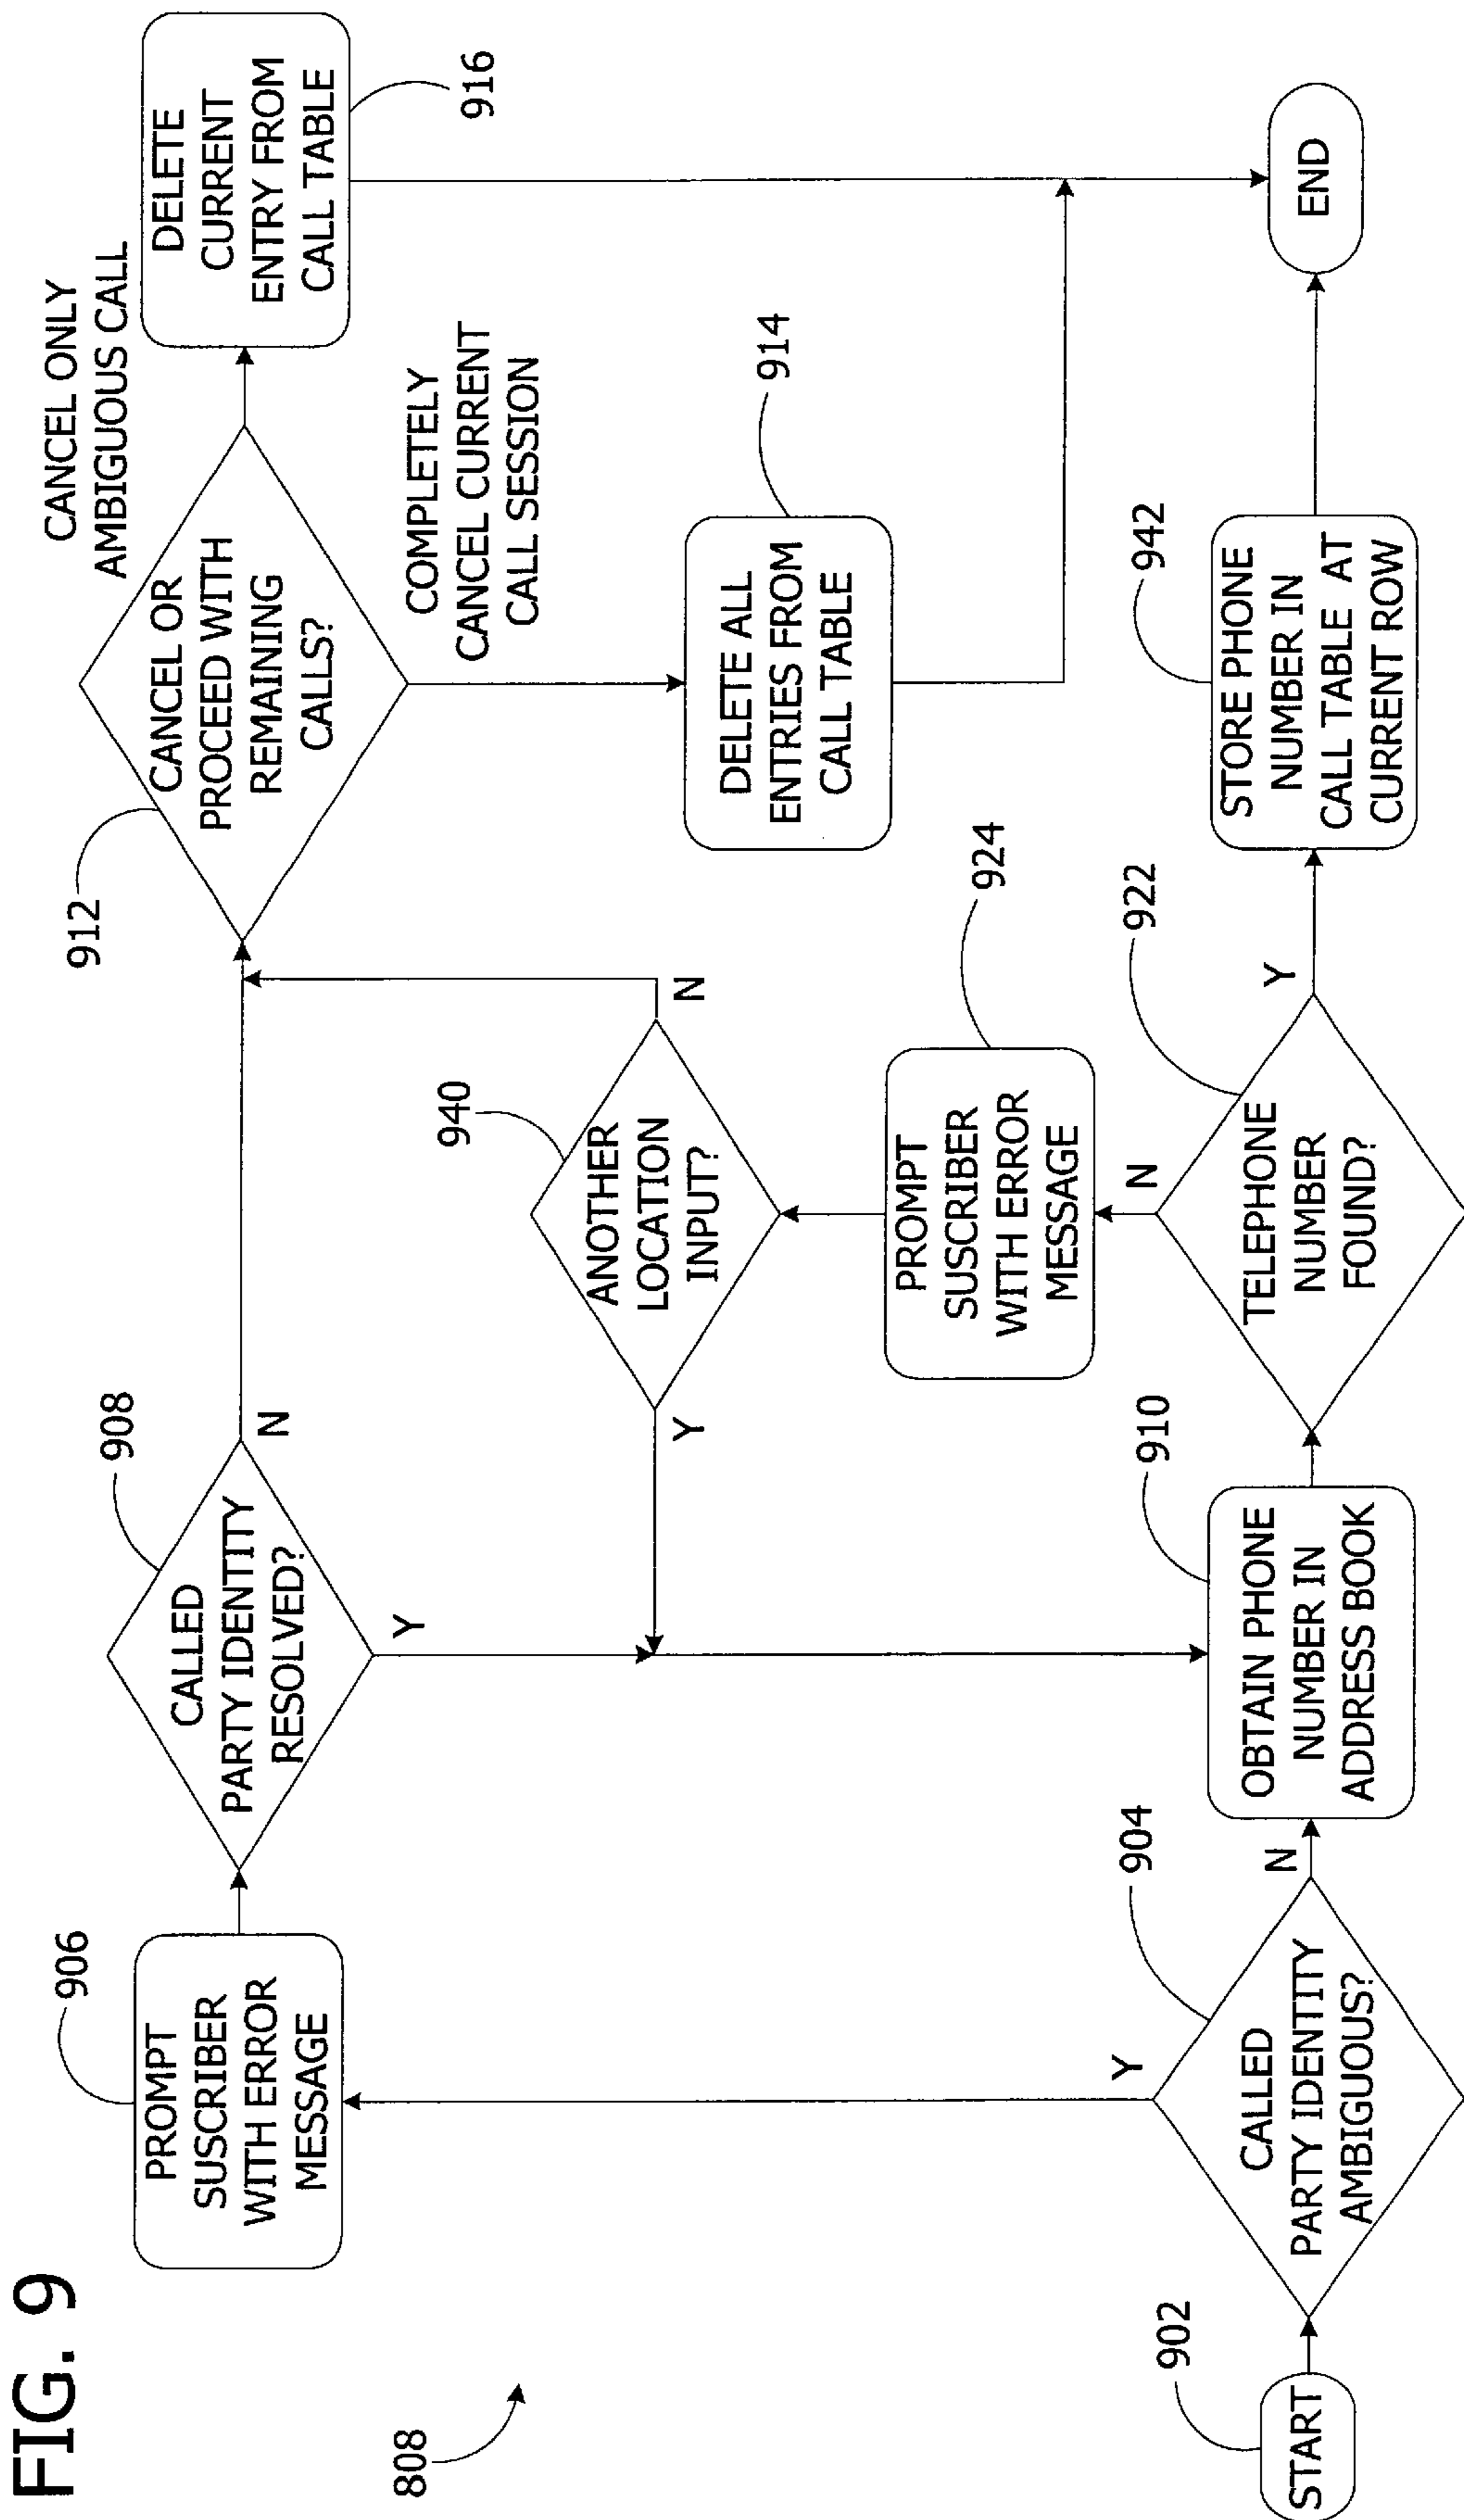 FIG. 9
808
902
START
904
CALLED
PARTY IDENTITY
AMBIGUOUS?
Y
N
906
PROMPT
SUSCRIBER
WITH ERROR
MESSAGE
908
CALLED
PARTY IDENTITY
RESOLVED?
N
Y
910
OBTAIN PHONE
NUMBER IN
ADDRESS BOOK
922
TELEPHONE
NUMBER
FOUND?
N
Y
924
PROMPT
SUSCRIBER
WITH ERROR
MESSAGE
940
ANOTHER
LOCATION
INPUT?
Y
N
912
CANCEL OR
PROCEED WITH
REMAINING
CALLS?
CANCEL ONLY
AMBIGUOUS CALL
COMPLETELY
CANCEL CURRENT
CALL SESSION
914
DELETE ALL
ENTRIES FROM
CALL TABLE
916
DELETE
CURRENT
ENTRY FROM
CALL TABLE
942
STORE PHONE
NUMBER IN
CALL TABLE AT
CURRENT ROW
END